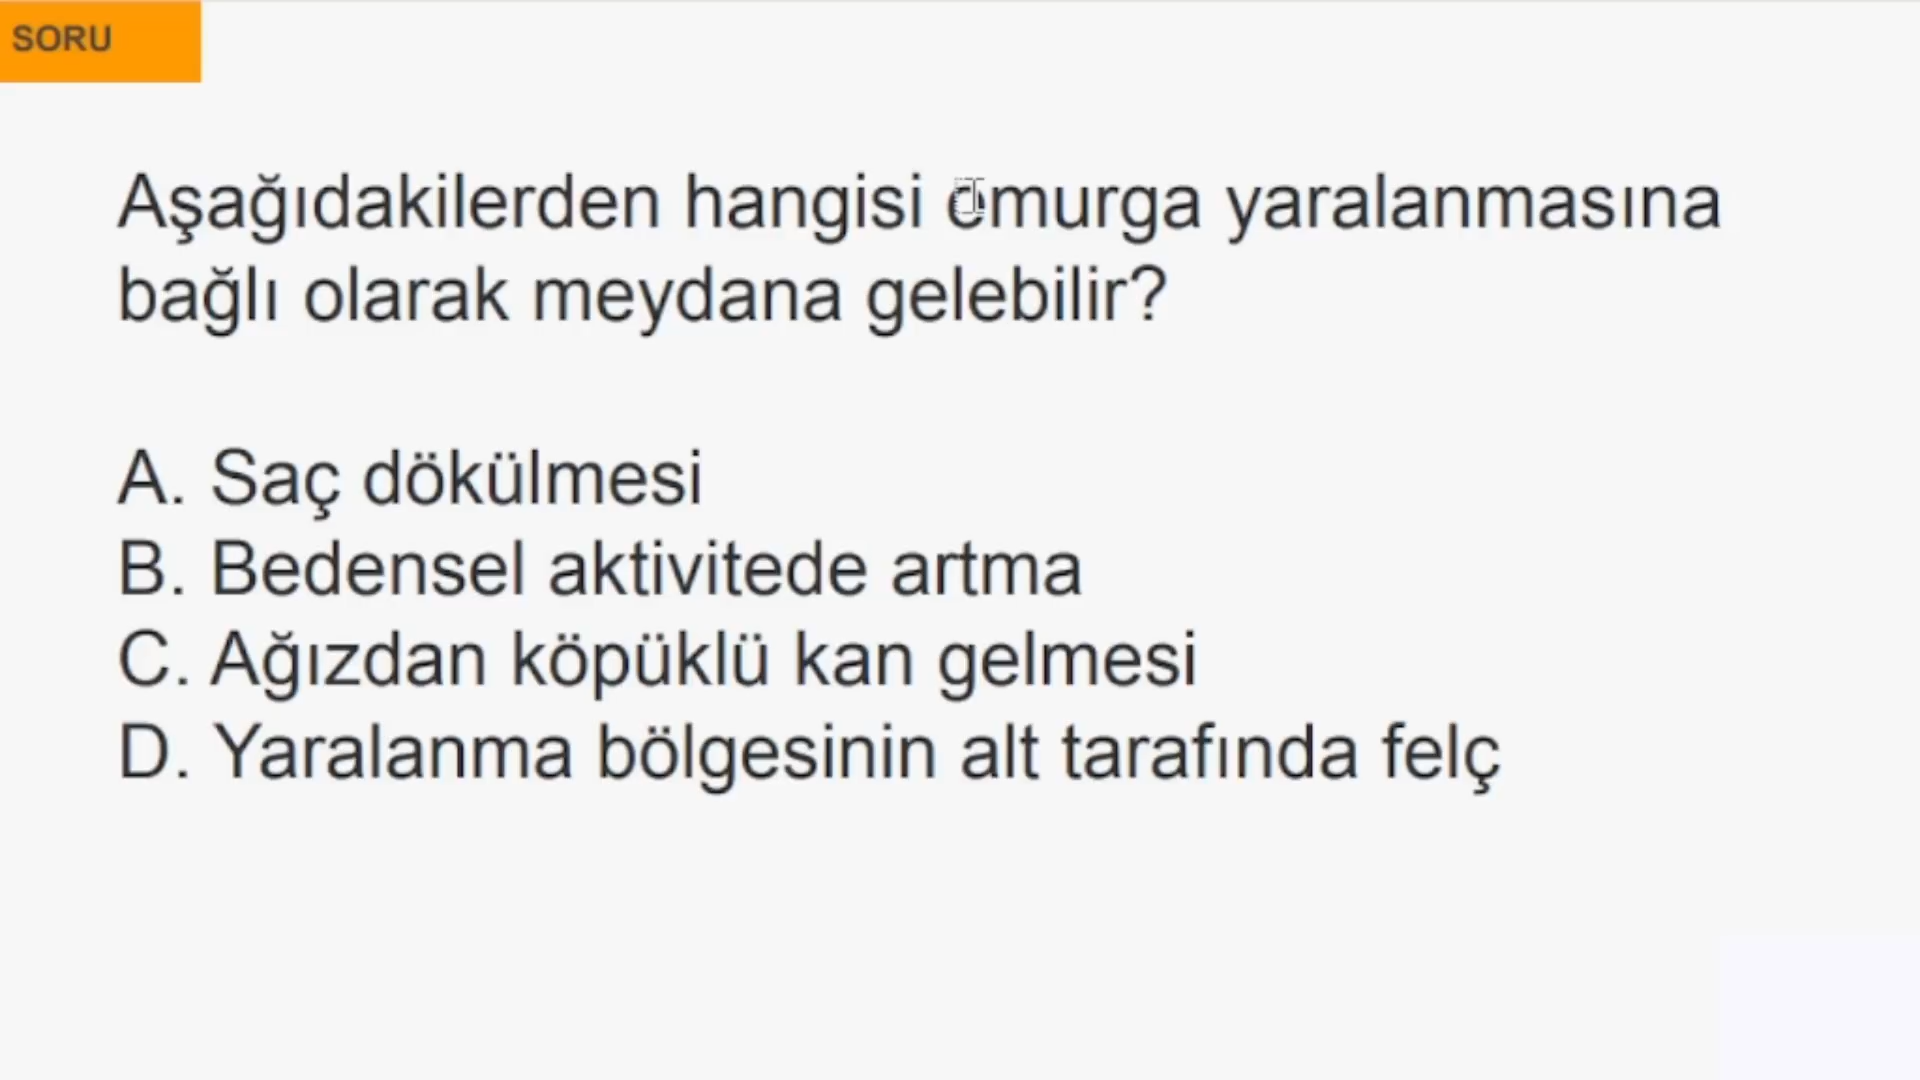 SORU
Aşağıdakilerden hangisi omurga yaralanmasına
bağlı olarak meydana gelebilir?
A. Saç dökülmesi
B. Bedensel aktivitede artma
C. Ağızdan köpüklü kan gelmesi
D. Yaralanma bölgesinin alt tarafında felç